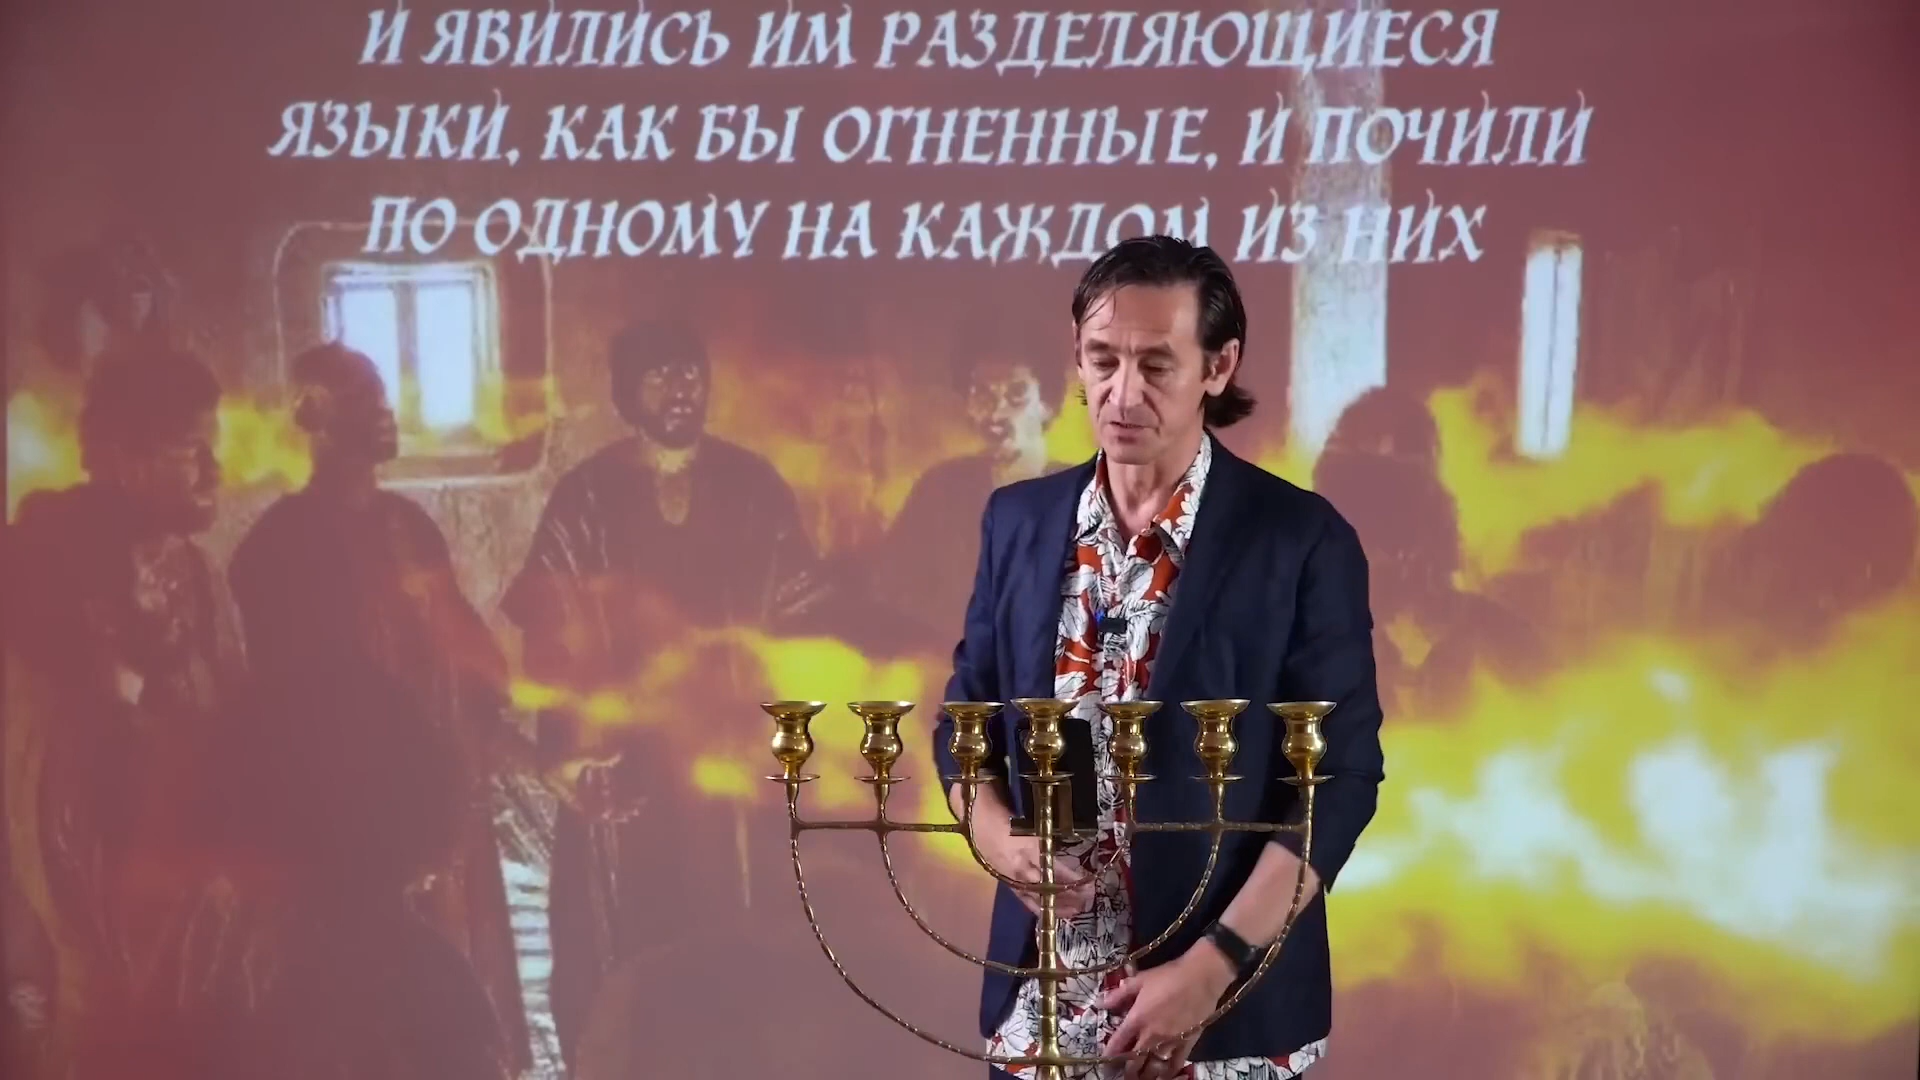 И ЯВИЛИСЬ ИМ РАЗДЕЛЯЮЩИЕСЯ
ЯЗЫКИ, КАК БЫ ОГНЕННЫЕ, И ПОЧИЛИ
ПО ОДНОМУ НА КАЖДОМ ИЗ НИХ